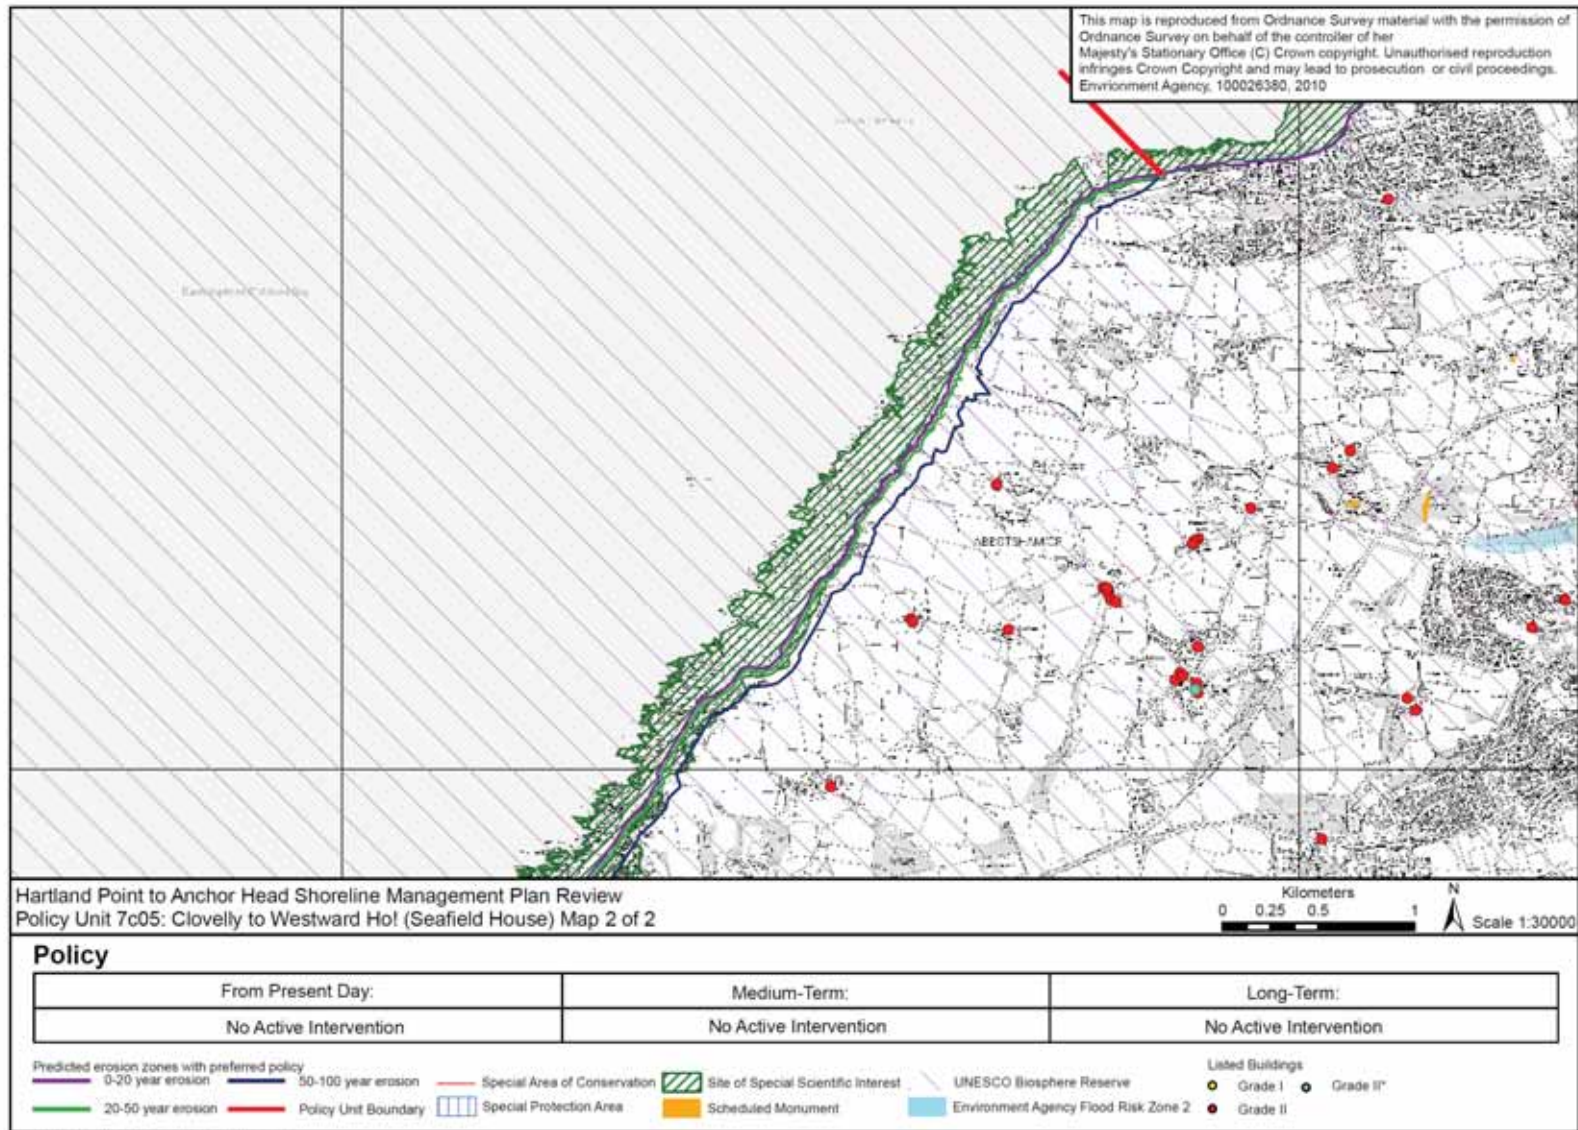 This map is reproduced from Ordnance Survey material with the permission of
Ordnance Survey on behalf of the controller of her
Majesty's Stationary Office (C) Crown copyright. Unauthorised reproduction
infringes Crown Copyright and may lead to prosecution or civil proceedings.
Envrionment Agency, 100026380, 2010
Hartland Point to Anchor Head Shoreline Management Plan Review
Policy Unit 7c05: Clovelly to Westward Ho! (Seafield House) Map 2 of 2
Kilometers
0 0.25 0.5 1
N
Scale 1:30000
Policy
From Present Day: Medium-Term: Long-Term:
No Active Intervention No Active Intervention No Active Intervention
Predicted erosion zones with preferred policy
0-20 year erosion 50-100 year erosion Special Area of Conservation Site of Special Scientific Interest UNESCO Biosphere Reserve
20-50 year erosion Policy Unit Boundary Special Protection Area Scheduled Monument Environment Agency Flood Risk Zone 2
Listed Buildings
Grade I Grade II*
Grade II